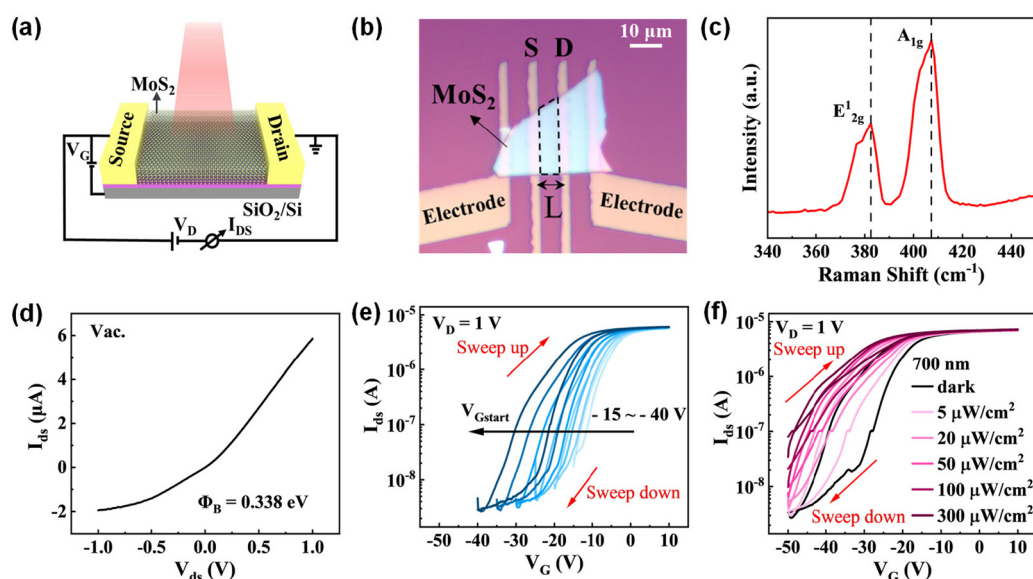 (a)
MoS2
Source
Drain
VG
SiO2/Si
VD
IDS
(b)
10 μm
S D
MoS2
Electrode
L
Electrode
(c)
Intensity (a.u.)
E¹2g
A1g
340 360 380 400 420 440
Raman Shift (cm-1)
(d)
Vac.
Ids (μA)
6
4
2
0
-2
ΦB = 0.338 eV
-1.0 -0.5 0.0 0.5 1.0
Vds (V)
(e)
VD = 1 V
Sweep up
VGstart
- 15 ~ - 40 V
Sweep down
Ids (A)
10-5
10-6
10-7
10-8
-50 -40 -30 -20 -10 0 10
VG (V)
(f)
VD = 1V
Sweep up
700 nm
dark
5 μW/cm2
20 μW/cm2
50 μW/cm2
100 μW/cm2
300 μW/cm2
Sweep down
Ids (A)
10-5
10-6
10-7
10-8
-50 -40 -30 -20 -10 0 10
VG (V)